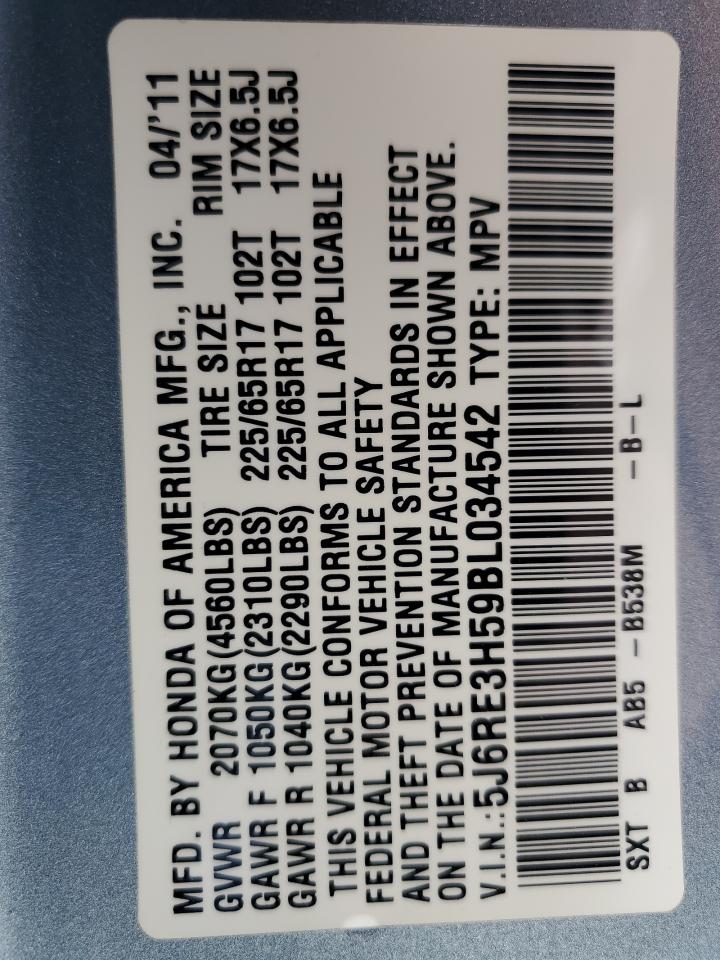 MFD. BY HONDA OF AMERICA MFG., INC. 04/'11
GVWR 2070KG(4560LBS) TIRE SIZE RIM SIZE
GAWR F 1050KG(2310LBS) 225/65R17 102T 17X6.5J
GAWR R 1040KG(2290LBS) 225/65R17 102T 17X6.5J
THIS VEHICLE CONFORMS TO ALL APPLICABLE
FEDERAL MOTOR VEHICLE SAFETY
AND THEFT PREVENTION STANDARDS IN EFFECT
ON THE DATE OF MANUFACTURE SHOWN ABOVE.
V.I.N.:5J6RE3H59BL034542 TYPE: MPV
SXT B AB5 -B538M -B-L